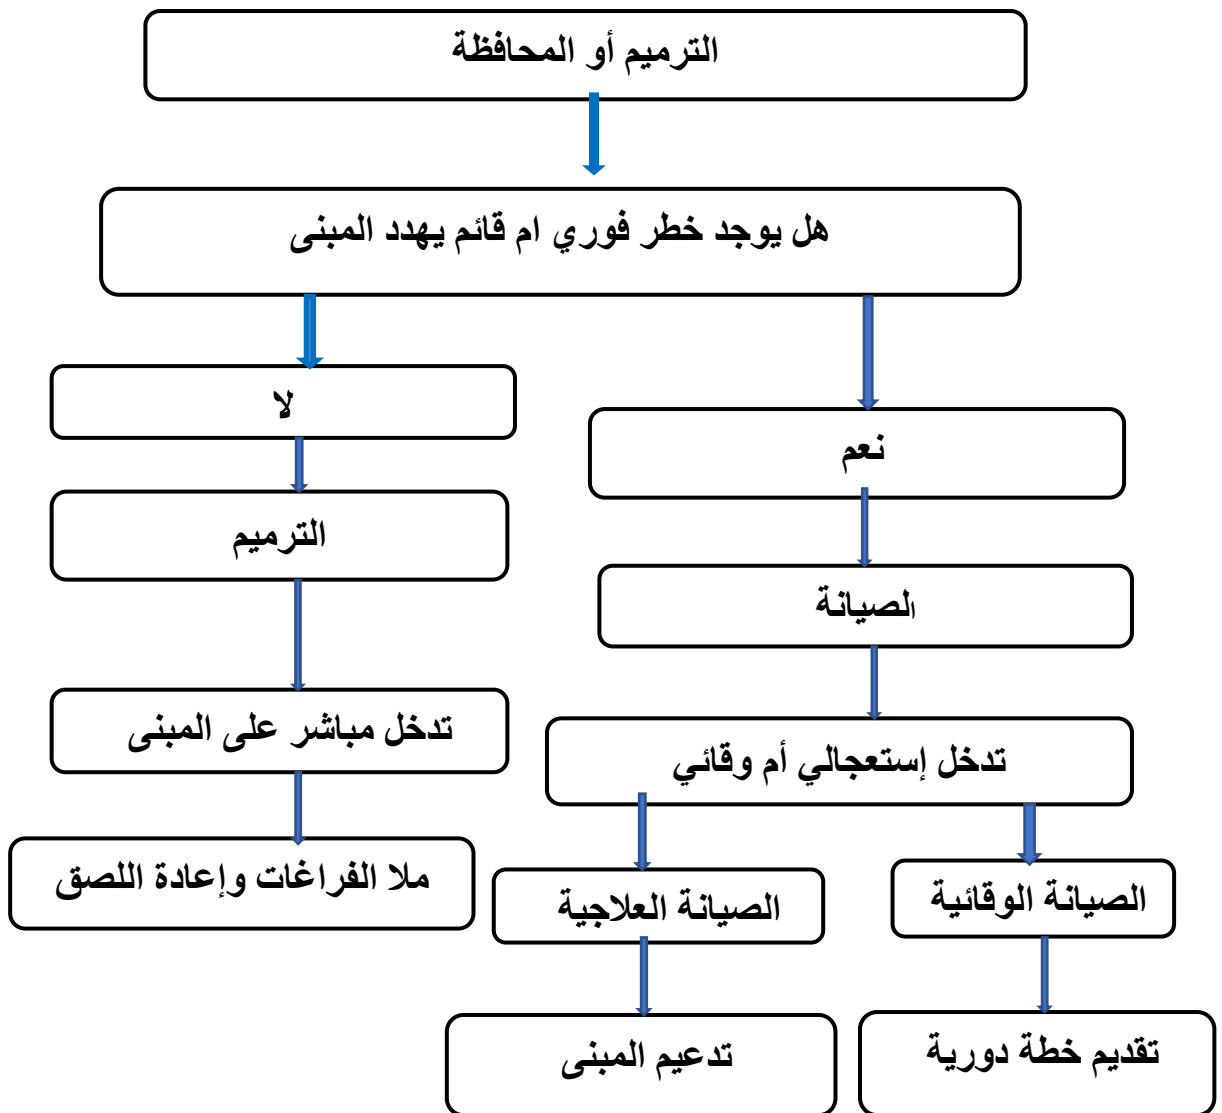 الترميم أو المحافظة
هل يوجد خطر فوري ام قائم يهدد المبنى
لا
نعم
الترميم
الصيانة
تدخل مباشر على المبنى
تدخل إستعجالي أم وقائي
ملا الفراغات وإعادة اللصق
الصيانة العلاجية
الصيانة الوقائية
تدعيم المبنى
تقديم خطة دورية